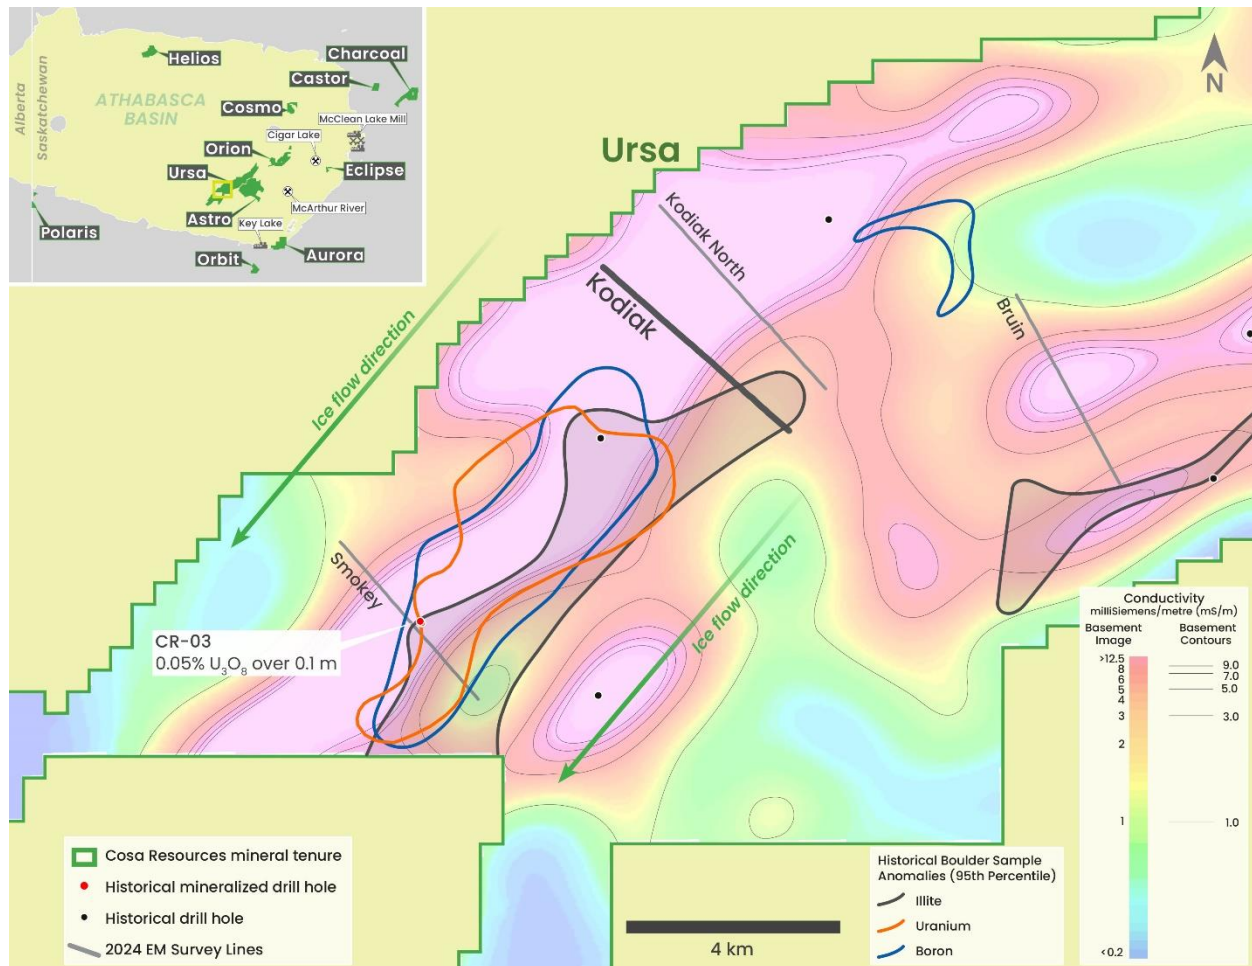 Alberta
Saskatchewan
ATHABASCA
BASIN
Helios
Charcoal
Castor
Cosmo
McClean Lake Mill
Cigar Lake
Orion
Ursa
Eclipse
Astro
McArthur River
Polaris
Key Lake
Aurora
Orbit
N
Ursa
Kodiak North
Kodiak
Bruin
Ice flow direction
Smokey
Ice flow direction
CR-03
0.05% U₃O₈ over 0.1 m
Cosa Resources mineral tenure
Historical mineralized drill hole
Historical drill hole
2024 EM Survey Lines
4 km
Historical Boulder Sample
Anomalies (95th Percentile)
Illite
Uranium
Boron
Conductivity
milliSiemens/metre (mS/m)
Basement Image
Basement Contours
>12.5
8
6
5
4
3
2
1
<0.2
9.0
7.0
5.0
3.0
1.0